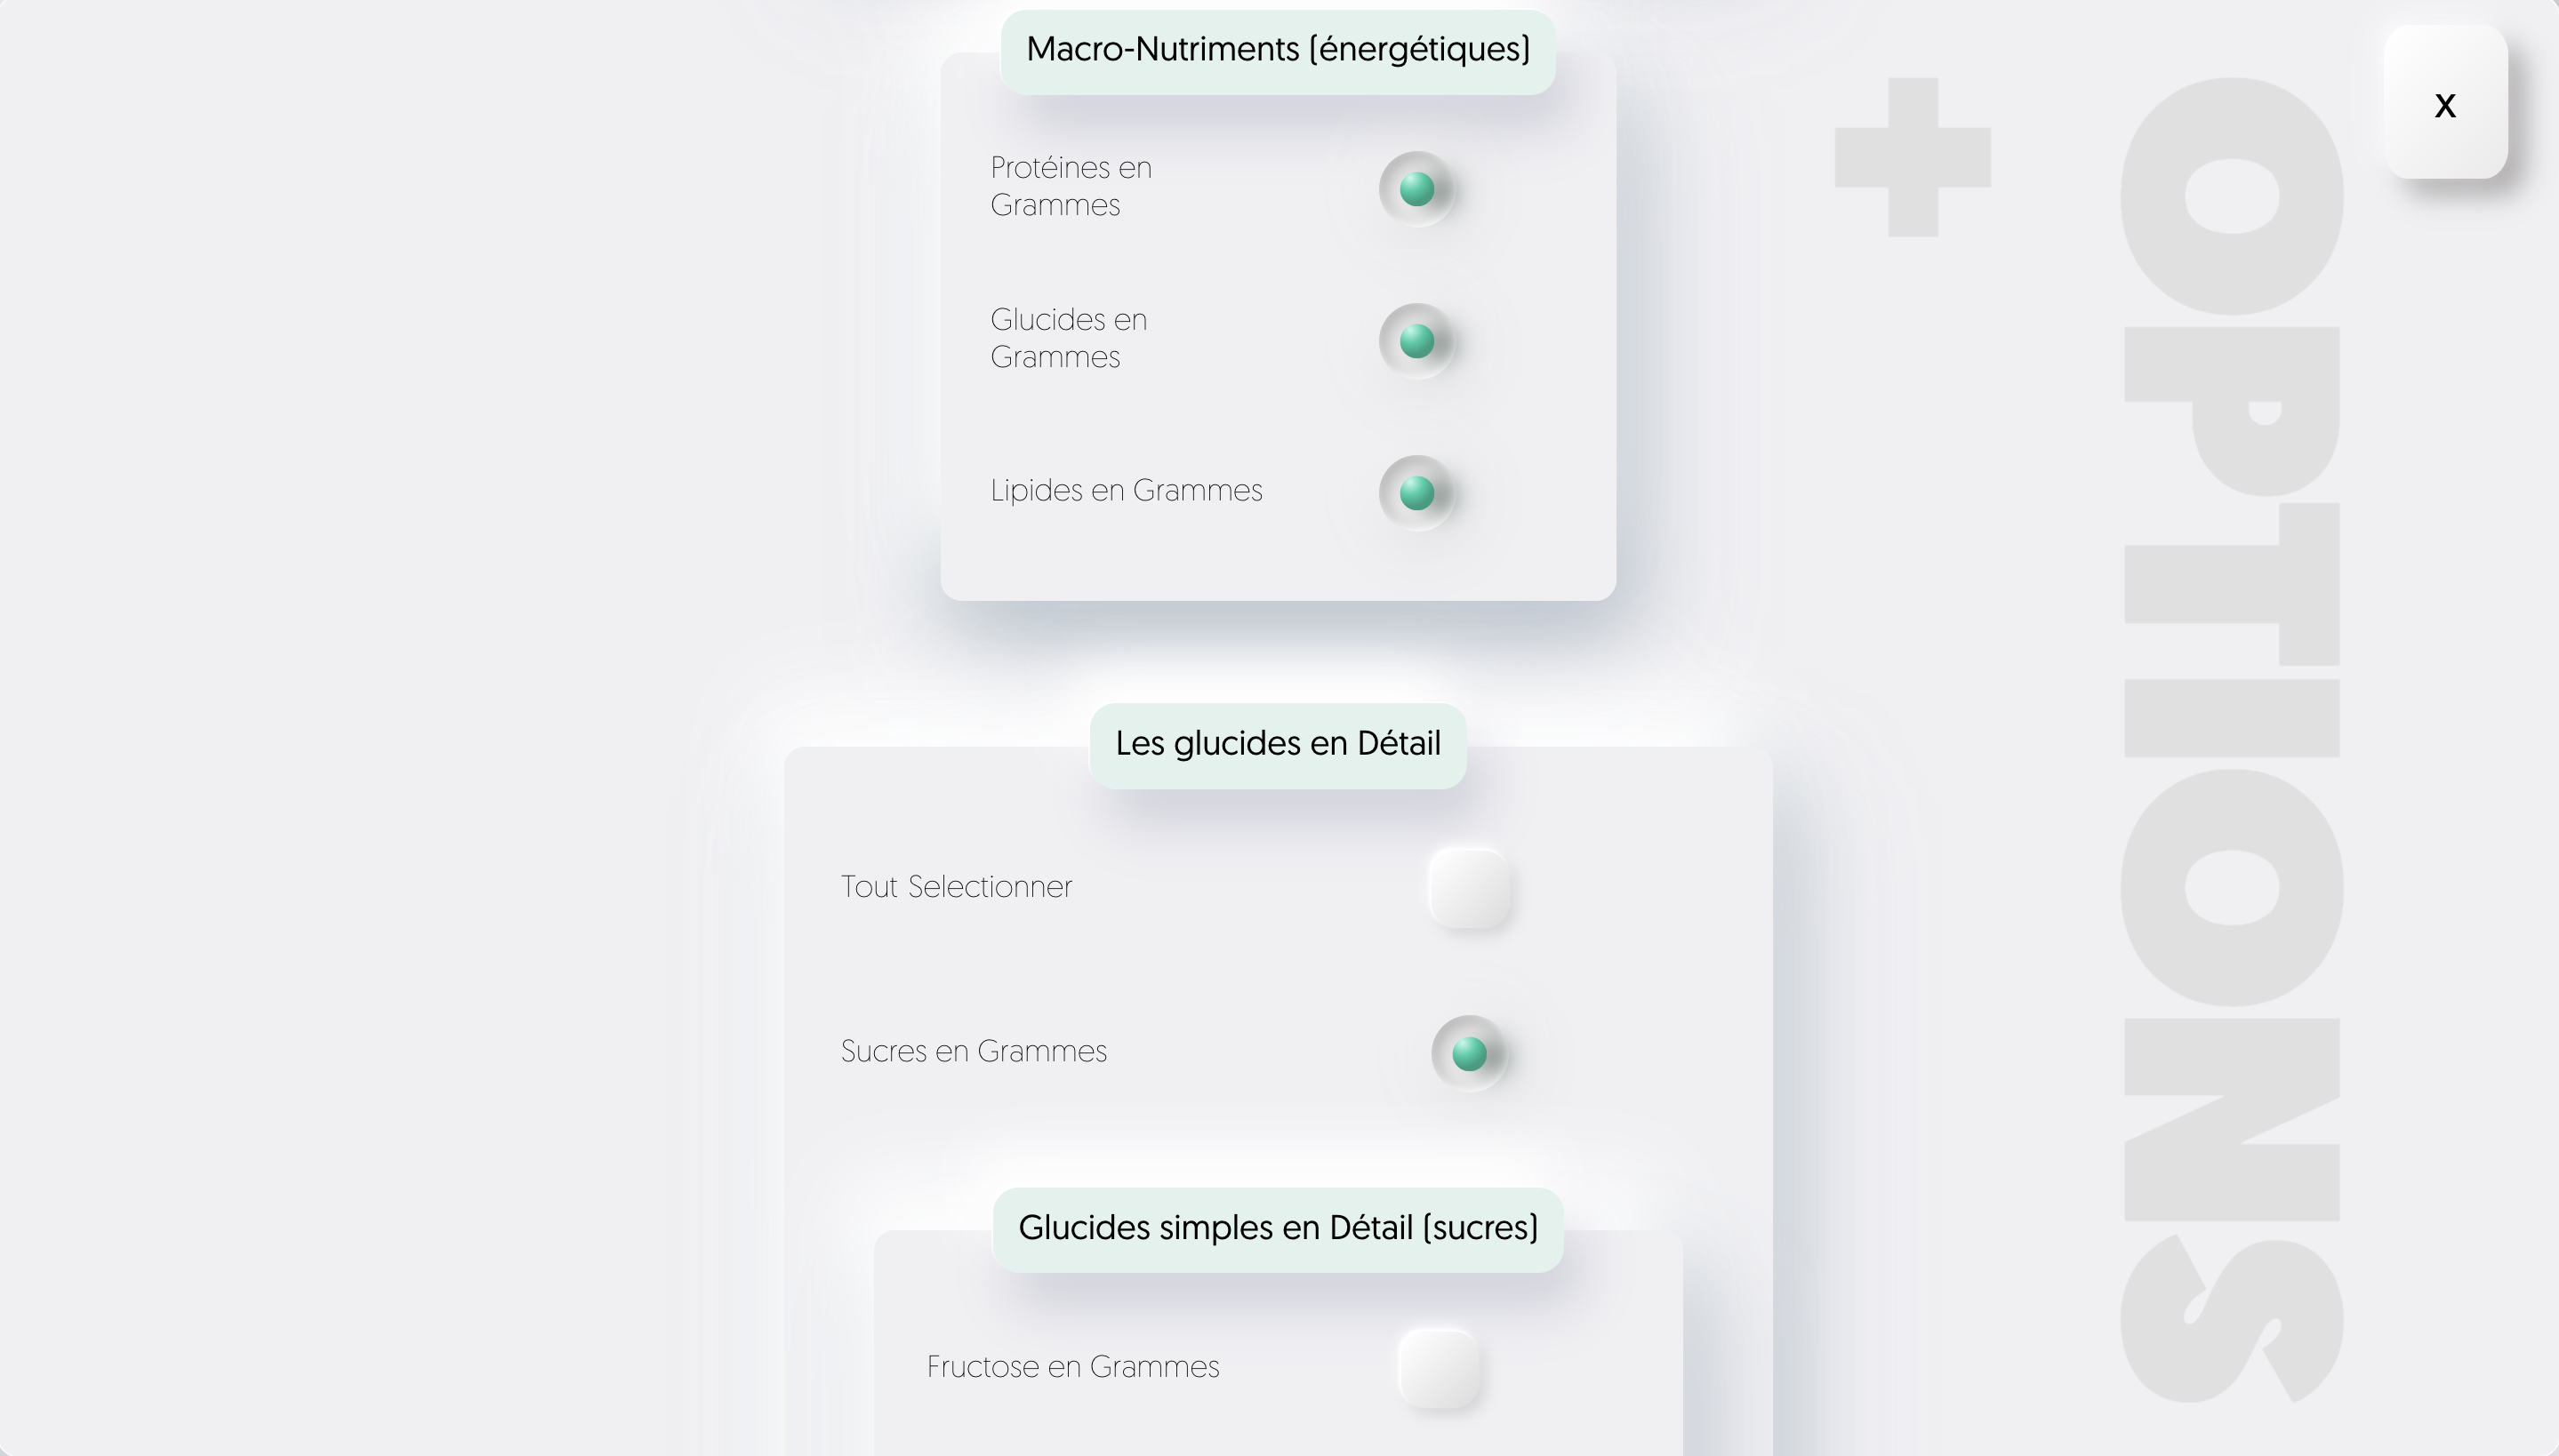 Macro-Nutriments (énergétiques)
X
Protéines en
Grammes
Glucides en
Grammes
Lipides en Grammes
Les glucides en Détail
Tout Selectionner
Sucres en Grammes
Glucides simples en Détail (sucres)
Fructose en Grammes
OPTIONS
+